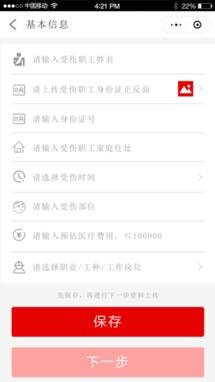 中国移动 4:21 PM 22%
基本信息
请输入受伤职工姓名
请上传受伤职工身份证正反面
请输入身份证号
请输入受伤职工家庭住址
请选择受伤时间
请输入受伤部位
请输入预估医疗费用，≤100000
请选择职业/工种/工作岗位
先保存，再进行下一步资料上传
保存
下一步